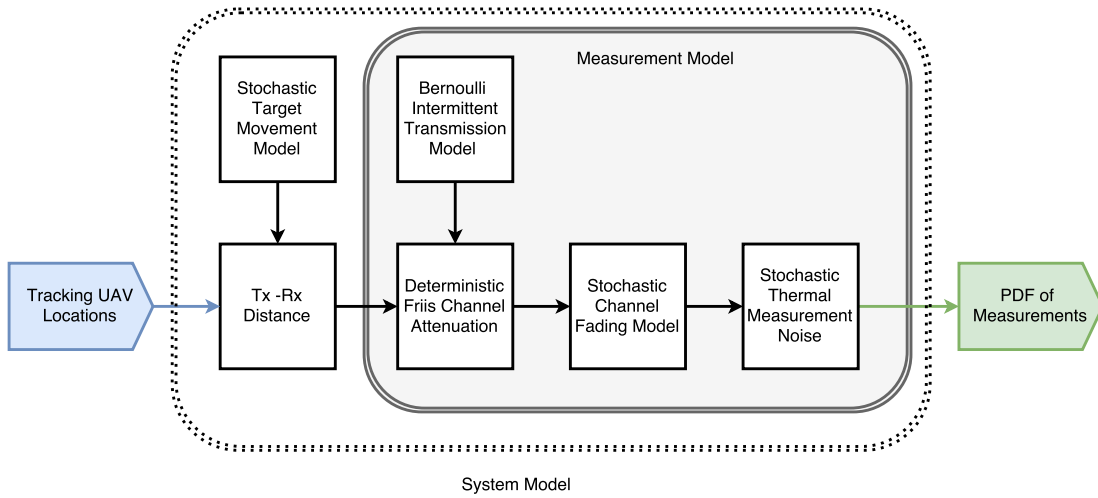 Measurement Model
Stochastic
Target
Movement
Model
Bernoulli
Intermittent
Transmission
Model
Tracking UAV
Locations
Tx -Rx
Distance
Deterministic
Friis Channel
Attenuation
Stochastic
Channel
Fading Model
Stochastic
Thermal
Measurement
Noise
PDF of
Measurements
System Model